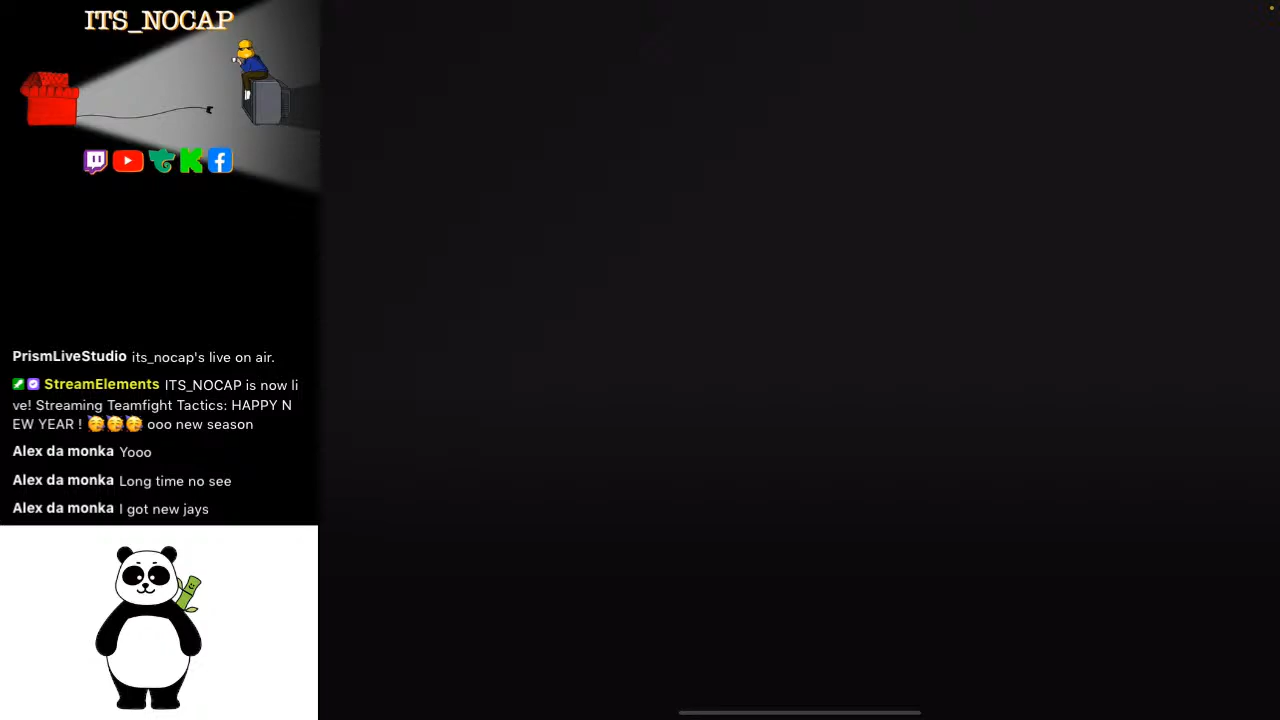 ITS_NOCAP
PrismLiveStudio its_nocap's live on air.
StreamElements ITS_NOCAP is now li
ve! Streaming Teamfight Tactics: HAPPY N
EW YEAR ! 🥳🥳🥳 ooo new season
Alex da monka Yooo
Alex da monka Long time no see
Alex da monka I got new jays